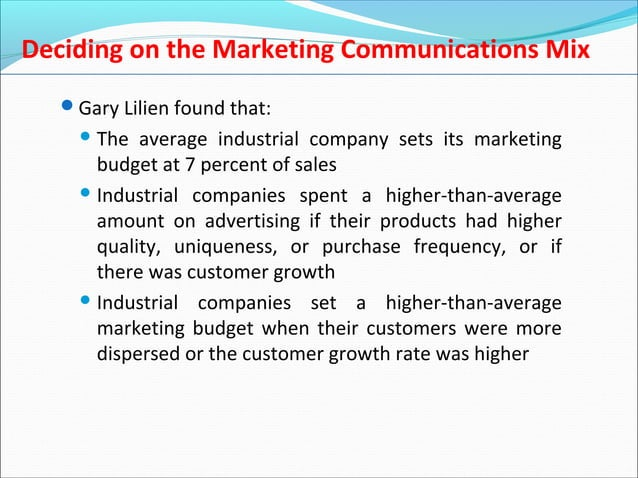 Deciding on the Marketing Communications Mix
Gary Lilien found that:
The average industrial company sets its marketing
budget at 7 percent of sales
Industrial companies spent a higher-than-average
amount on advertising if their products had higher
quality, uniqueness, or purchase frequency, or if
there was customer growth
Industrial companies set a higher-than-average
marketing budget when their customers were more
dispersed or the customer growth rate was higher